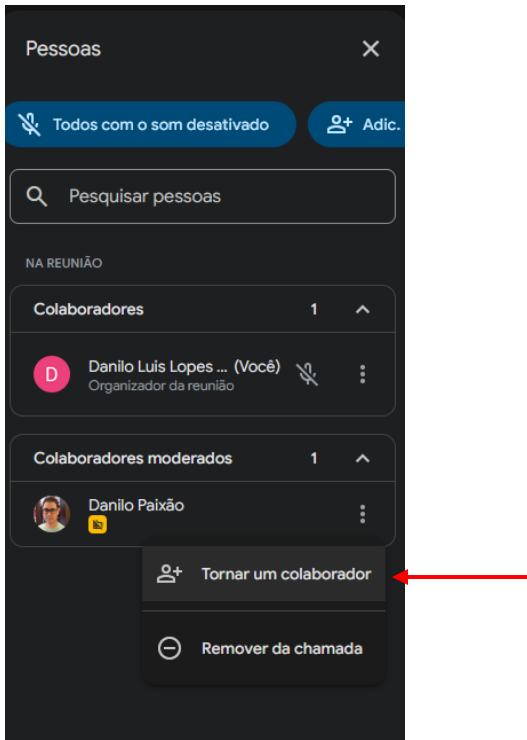 Pessoas
Todos com o som desativado
Adic.
Pesquisar pessoas
NA REUNIÃO
Colaboradores 1
D
Danilo Luis Lopes ... (Você)
Organizador da reunião
Colaboradores moderados 1
Danilo Paixão
Tornar um colaborador
Remover da chamada